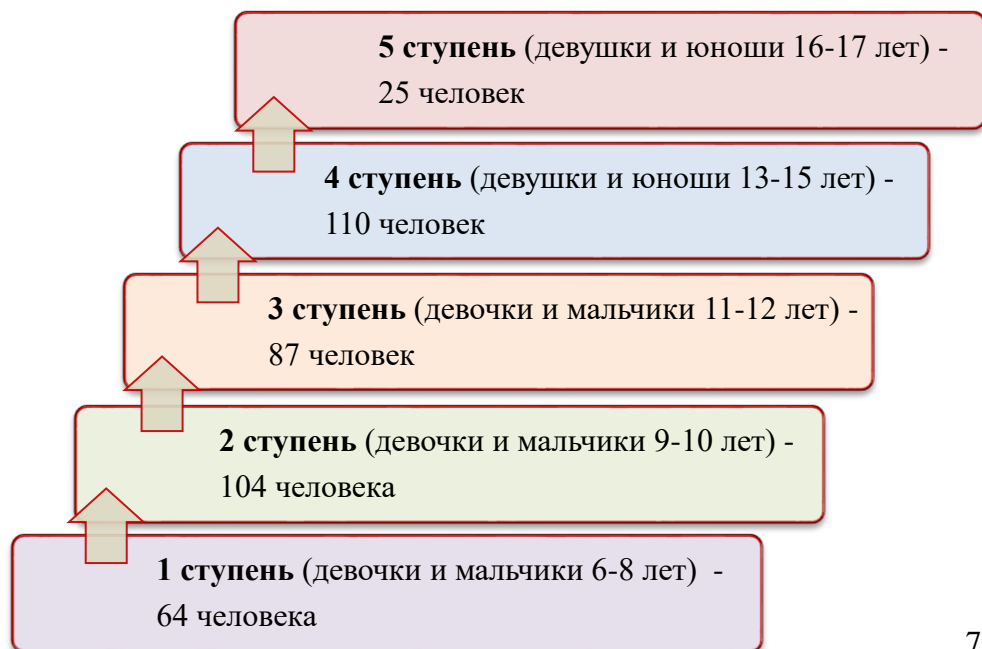 5 ступень (девушки и юноши 16-17 лет) -
25 человек
4 ступень (девушки и юноши 13-15 лет) -
110 человек
3 ступень (девочки и мальчики 11-12 лет) -
87 человек
2 ступень (девочки и мальчики 9-10 лет) -
104 человека
1 ступень (девочки и мальчики 6-8 лет) -
64 человека
7